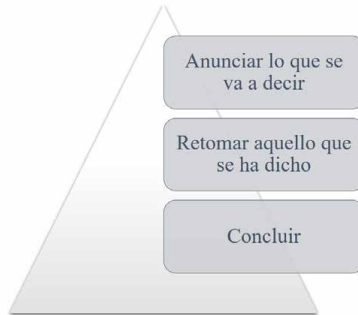 Anunciar lo que se
va a decir
Retomar aquello que
se ha dicho
Concluir